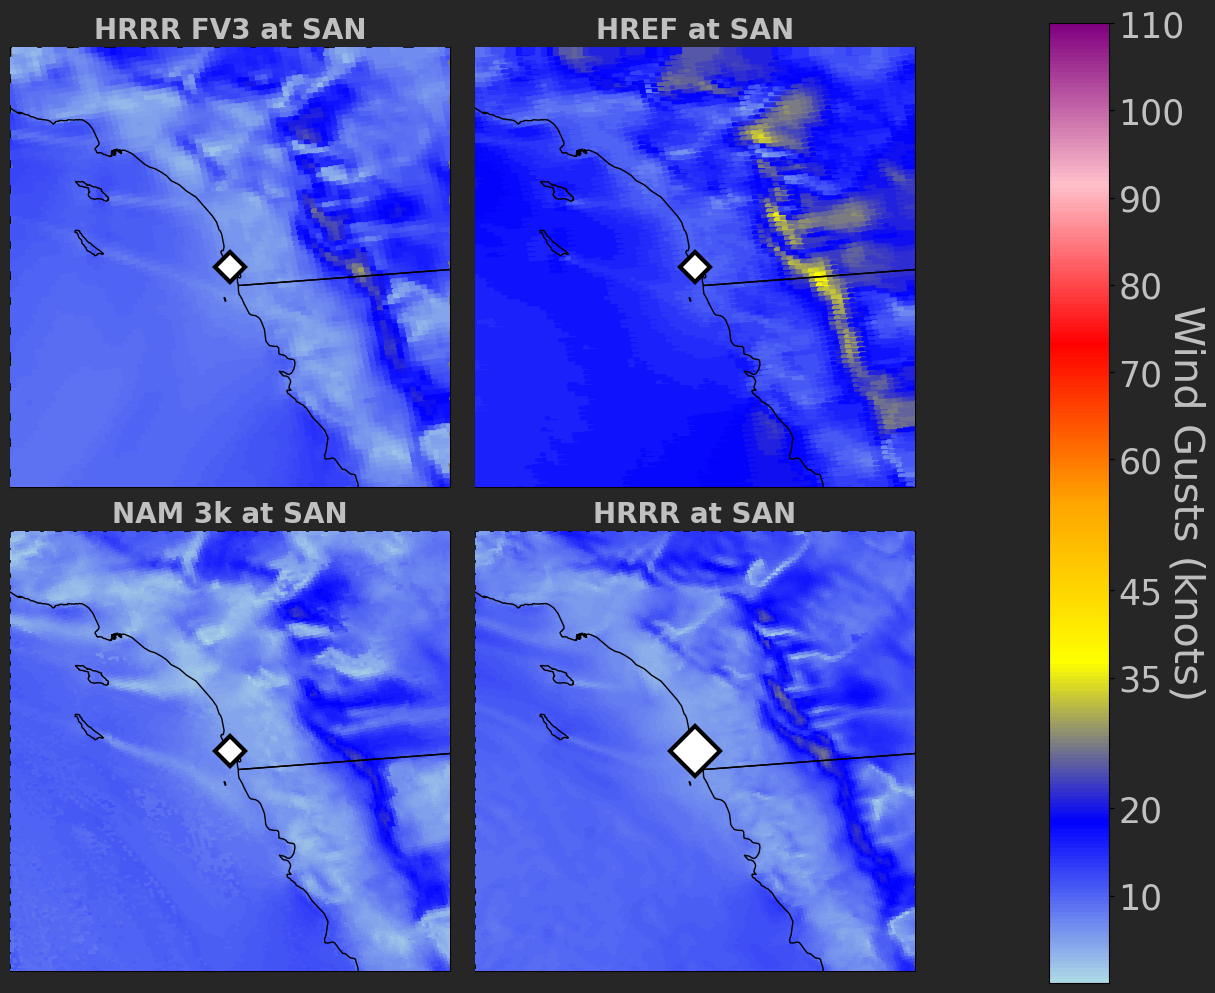 HRRR FV3 at SAN
HREF at SAN
NAM 3k at SAN
HRRR at SAN
110
100
90
80
70
60
45
35
20
10
Wind Gusts (knots)